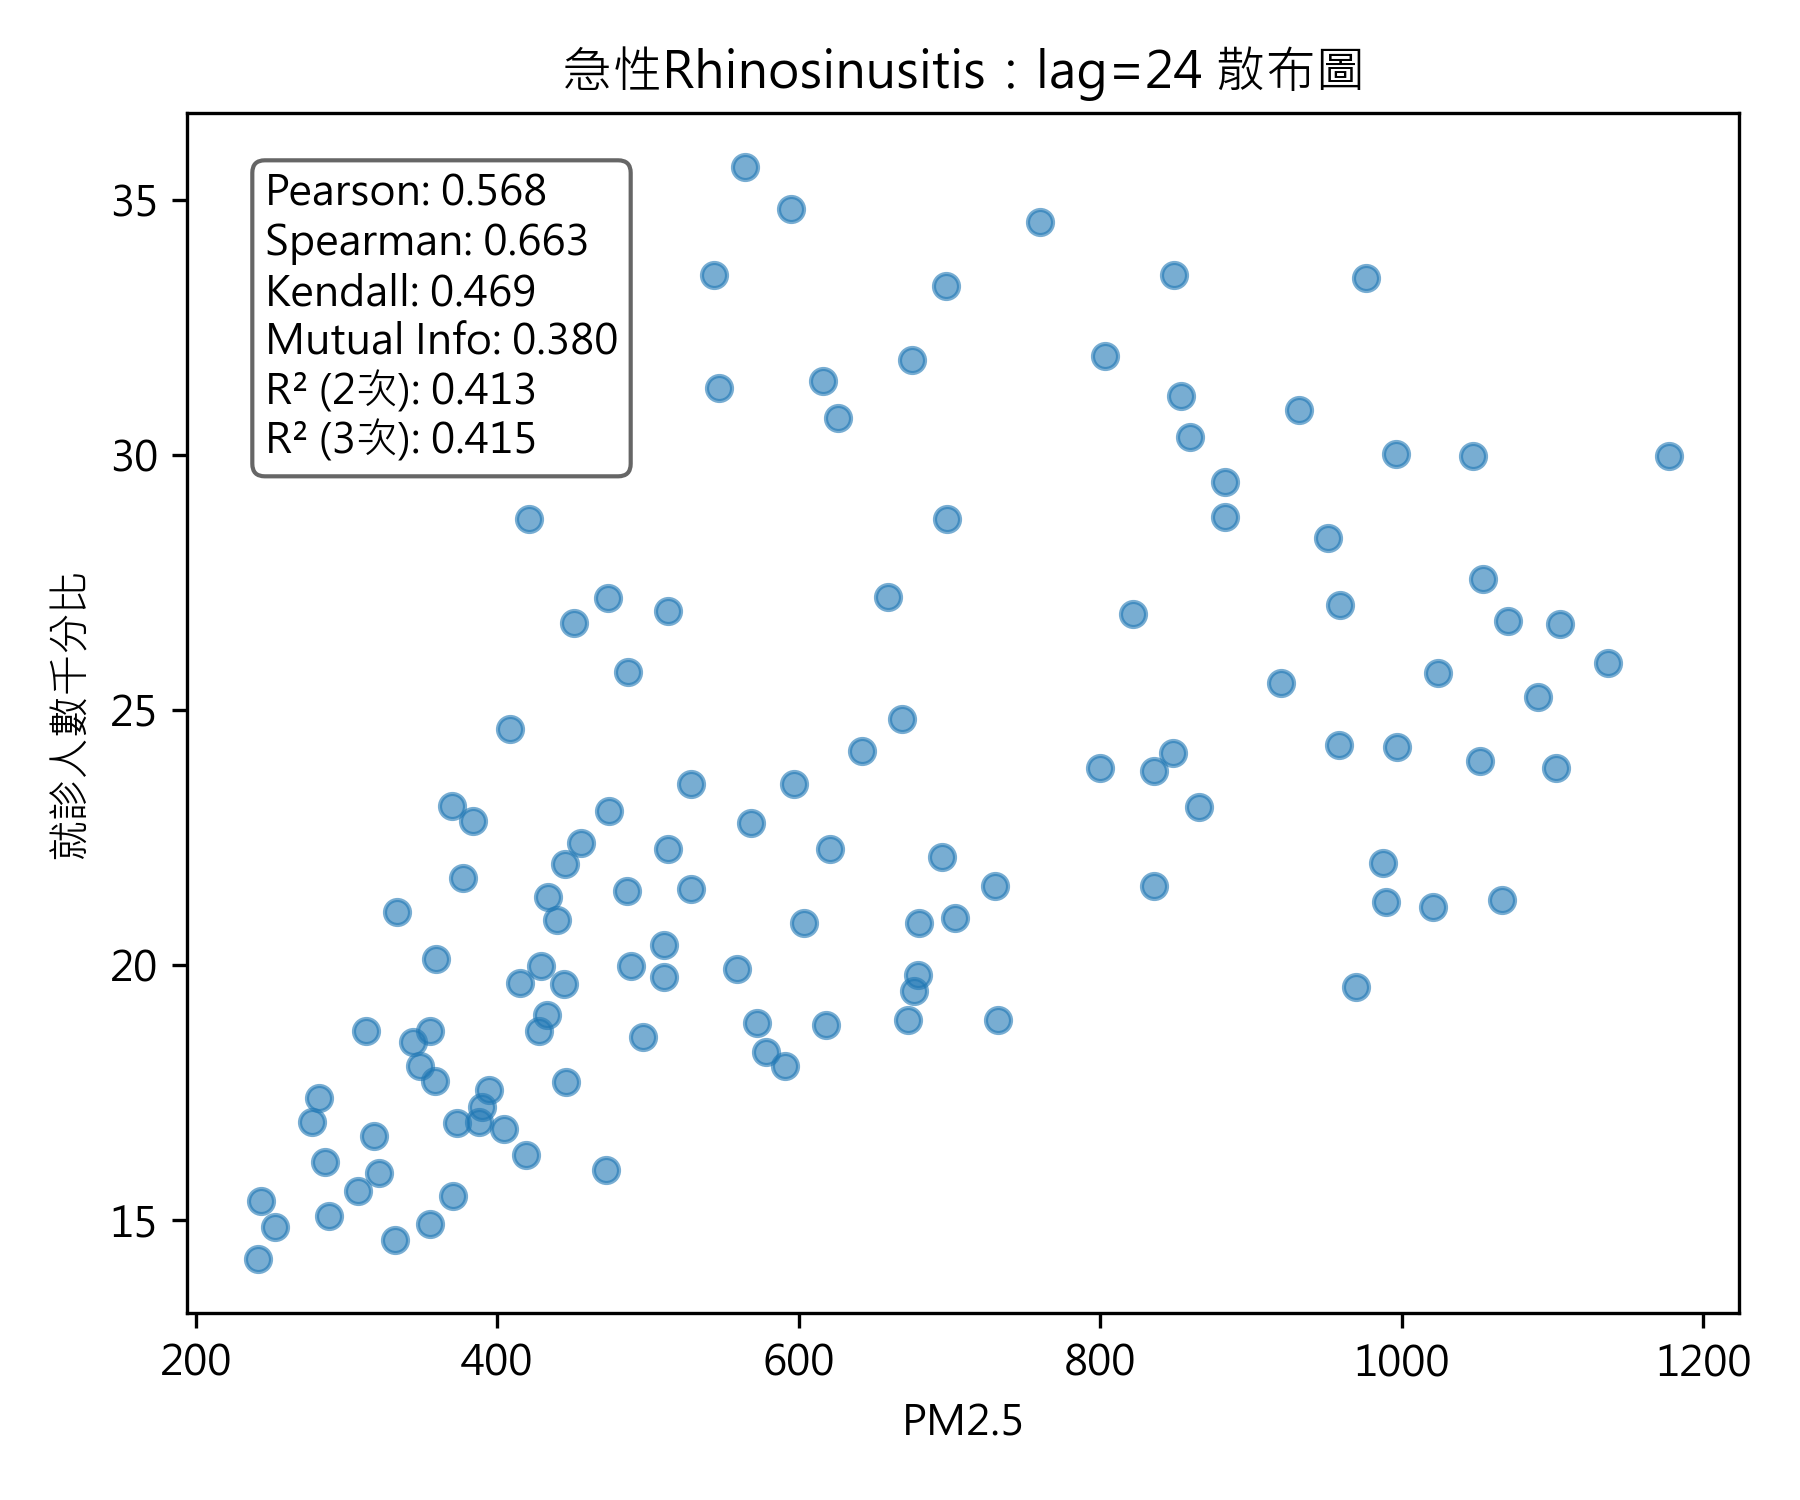 急性Rhinosinusitis：lag=24 散布圖
Pearson: 0.568
Spearman: 0.663
Kendall: 0.469
Mutual Info: 0.380
R² (2次): 0.413
R² (3次): 0.415
就診人數千分比
35
30
25
20
15
200 400 600 800 1000 1200
PM2.5